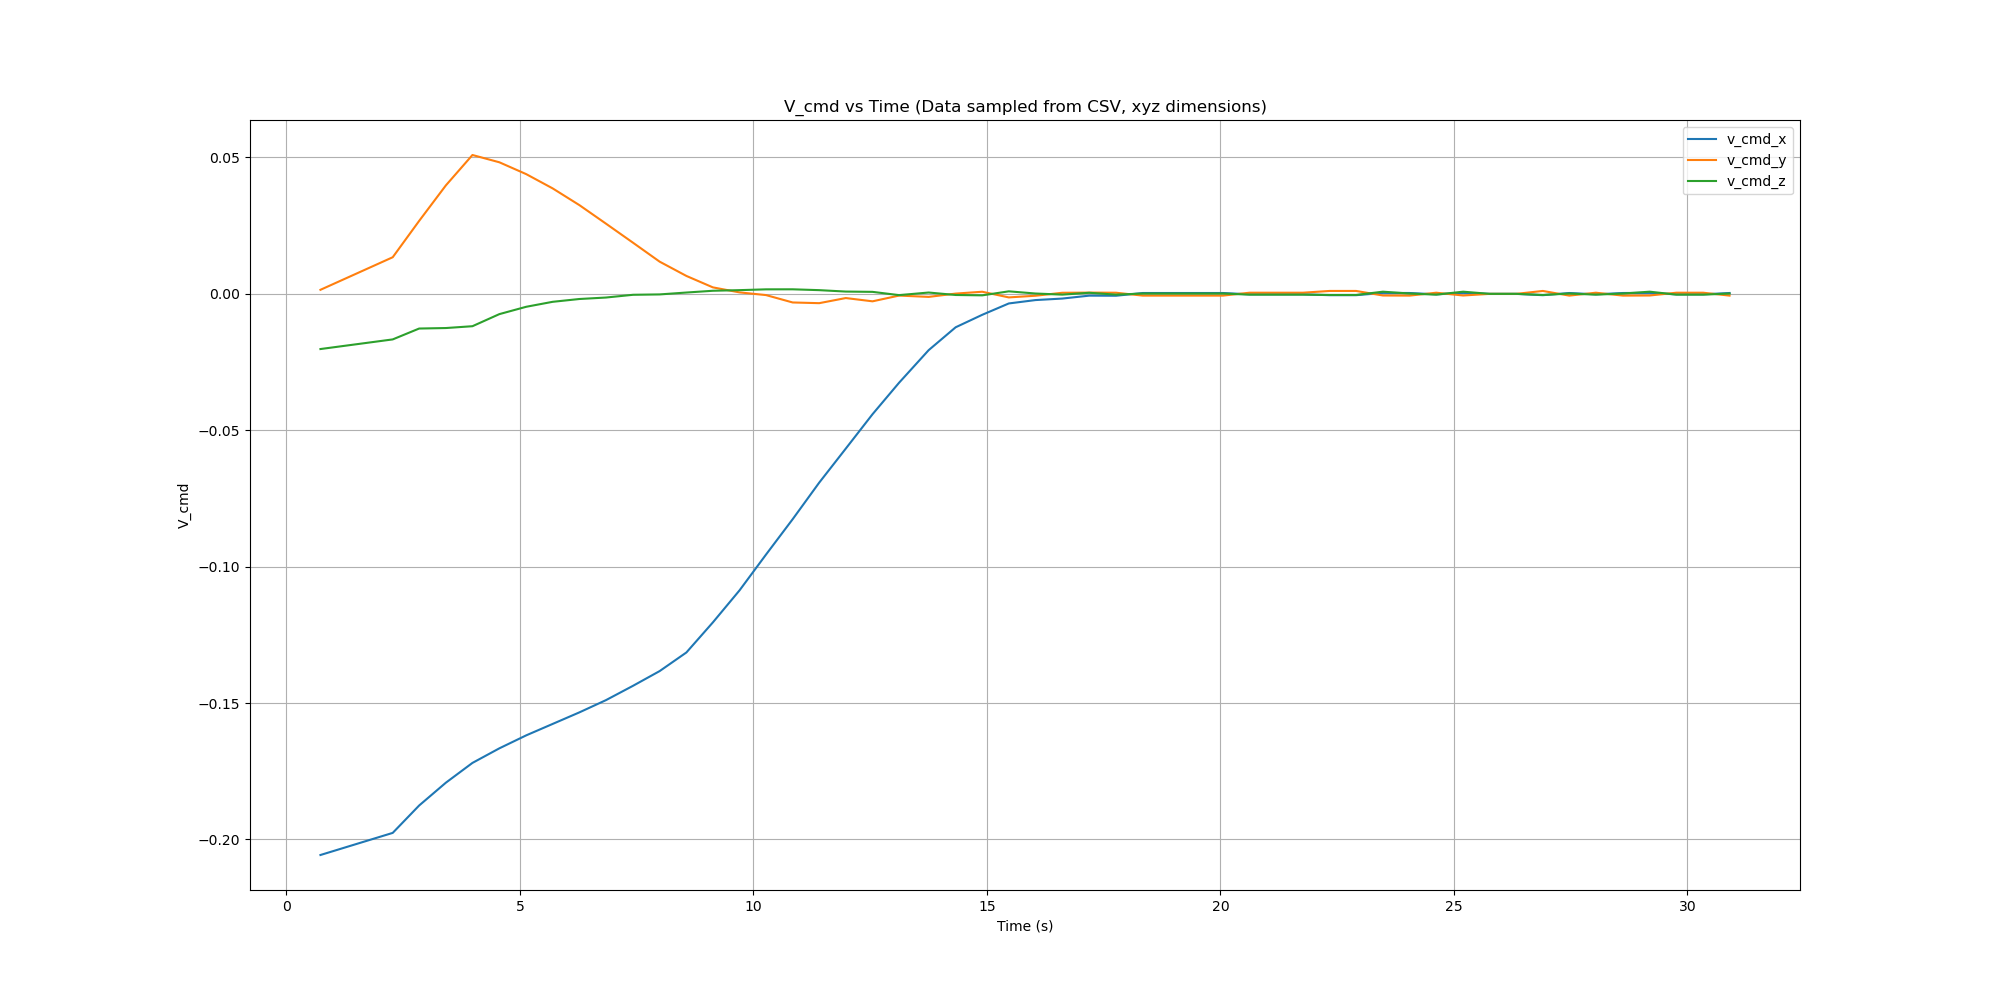 V_cmd vs Time (Data sampled from CSV, xyz dimensions)
v_cmd_x
v_cmd_y
v_cmd_z
0.05
0.00
−0.05
−0.10
−0.15
−0.20
V_cmd
0 5 10 15 20 25 30
Time (s)